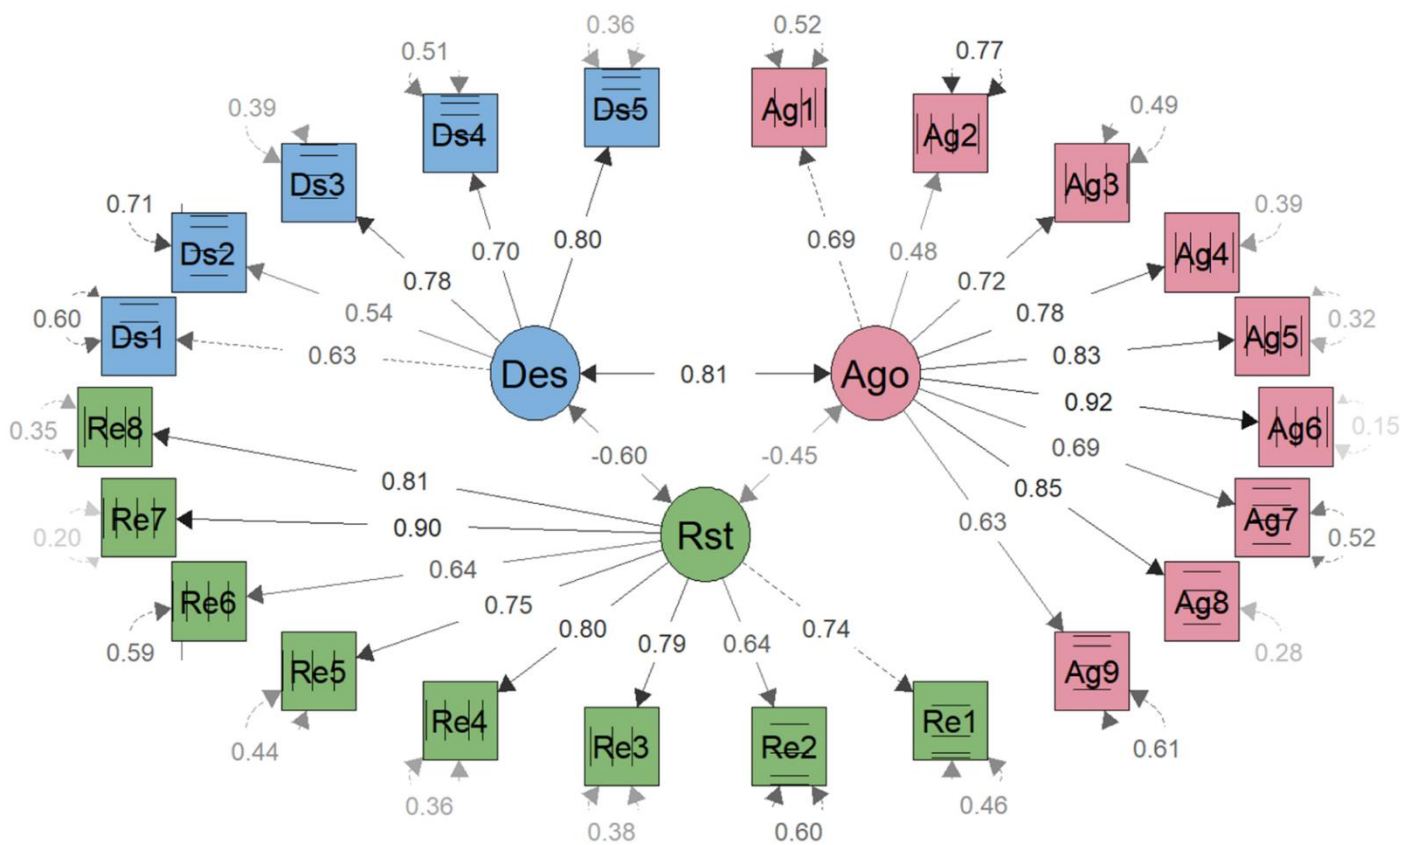 0.36 0.52
0.51 0.77
Ds5 Ag1
0.39 Ds4 Ag2 0.49
Ds3 Ag3
0.71 0.39
Ds2 0.70 0.80 0.69 0.48 Ag4
0.78 0.72
0.54 0.78
0.60 Ds1 Ag5 0.32
0.63 0.83
Des 0.81 Ago
0.92
0.35 Re8 Ag6 0.15
-0.60 -0.45 0.69
0.81 0.85
Re7 0.90 0.63 Ag7
0.20 Rst 0.52
0.64
Re6 0.75 Ag8
0.59 0.80 0.79 0.64 0.74 0.28
Re5 Ag9
Re4 Re1
0.44 Re3 Re2 0.61
0.36 0.46
0.38 0.60